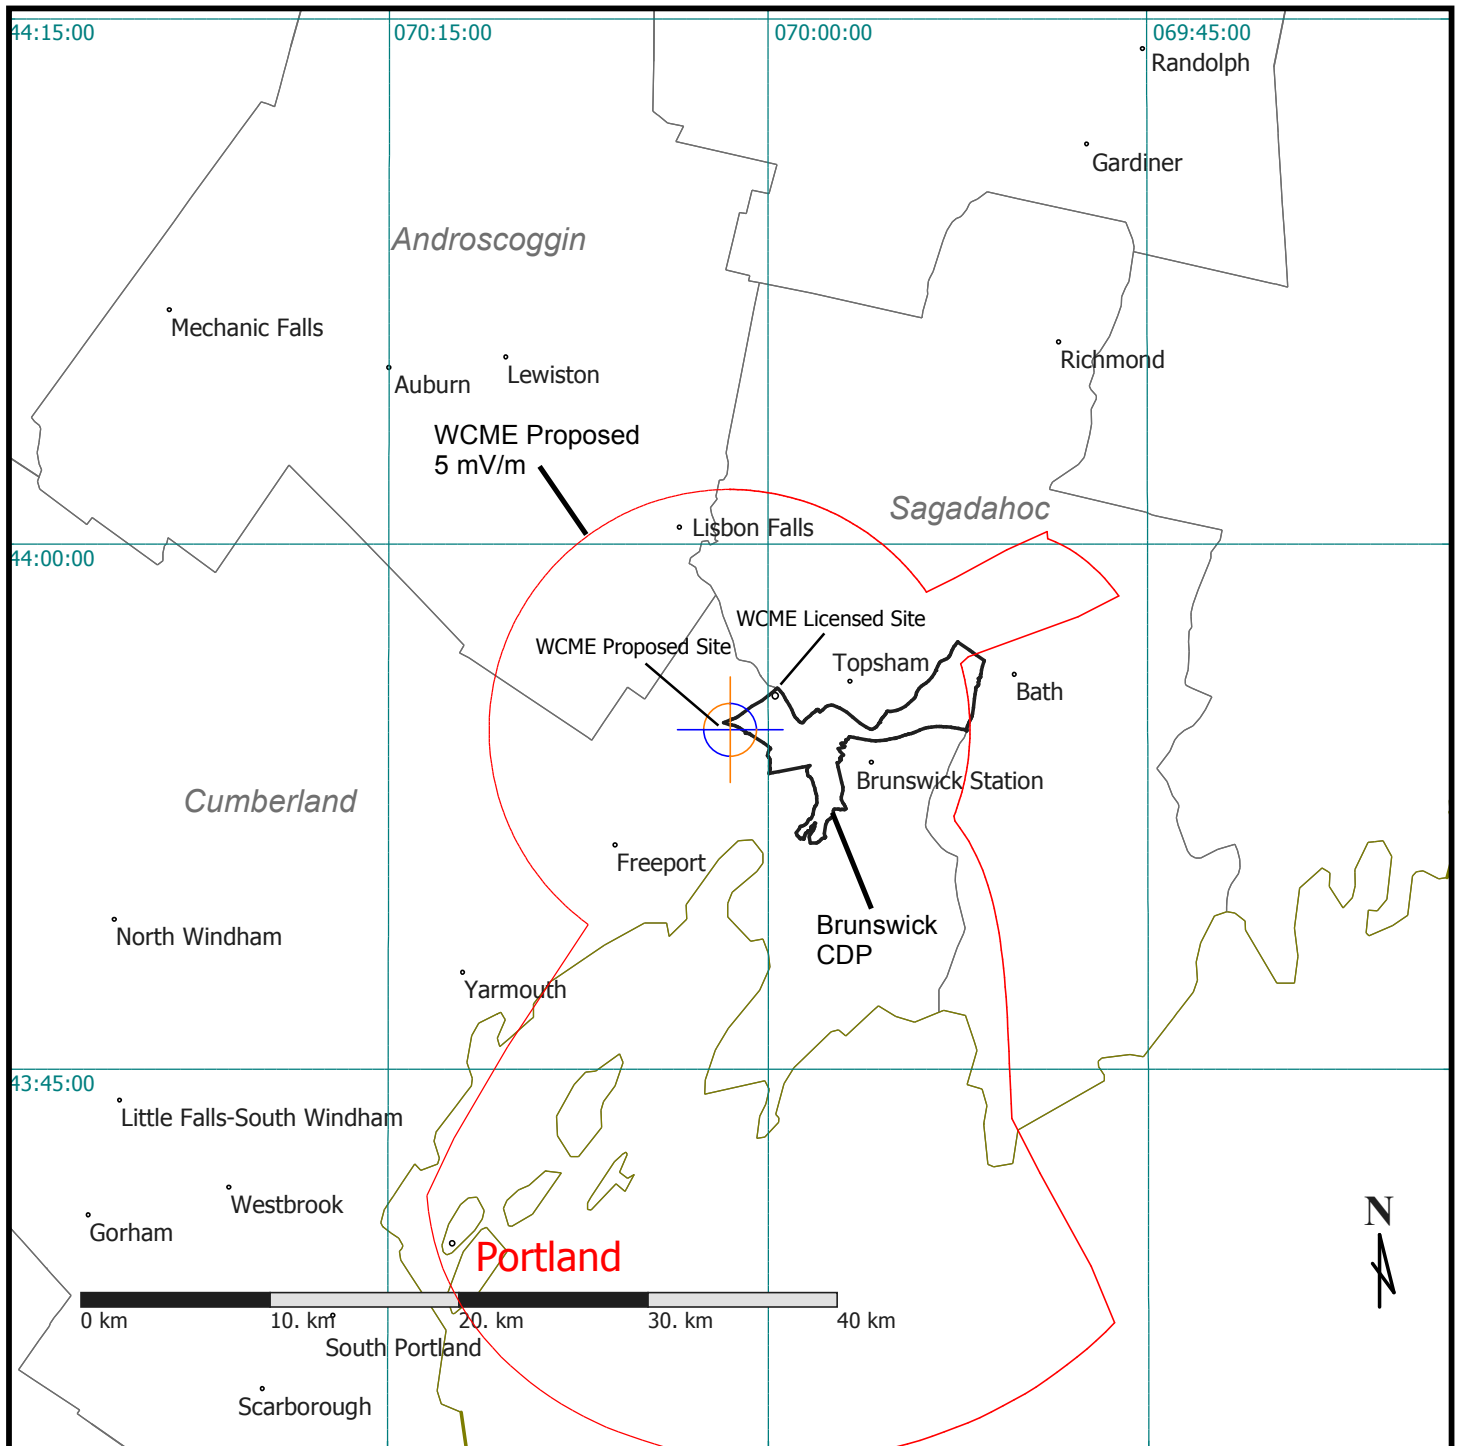 44:15:00
070:15:00
070:00:00
069:45:00
Randolph
Gardiner
Androscoggin
Mechanic Falls
Auburn
Lewiston
Richmond
WCME Proposed
5 mV/m
Sagadahoc
Lisbon Falls
44:00:00
WCME Licensed Site
WCME Proposed Site
Topsham
Bath
Brunswick Station
Cumberland
Freeport
Brunswick
CDP
North Windham
Yarmouth
43:45:00
Little Falls-South Windham
Westbrook
Gorham
N
Portland
0 km
10. km
20. km
30. km
40 km
South Portland
Scarborough